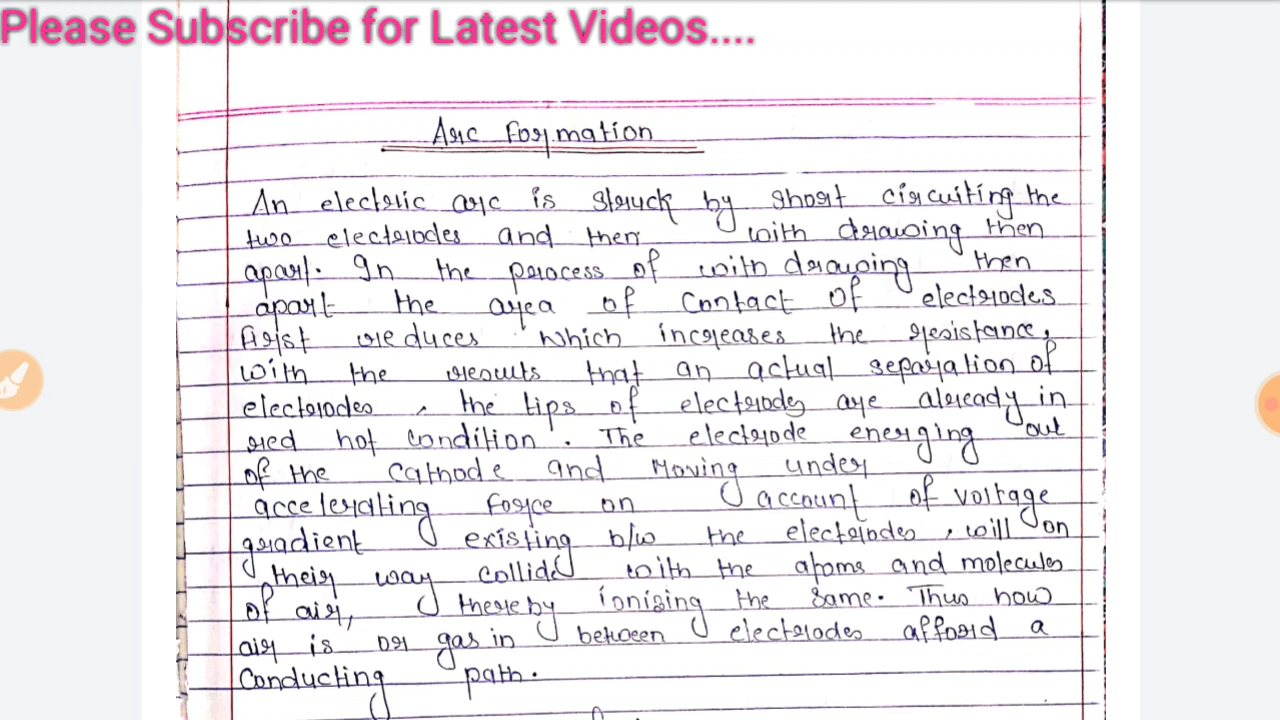 Please Subscribe for Latest Videos....
Arc Formation
An electric arc is struck by short circuiting the
two electrodes and then with drawing then
apart. In the process of with drawing then
apart the area of contact of electrodes
first reduces which increases the resistance,
with the results that an actual separation of
electrodes, the tips of electrodes are already in
red hot condition. The electrode energing out
of the cathode and Moving under
accelerating force on account of voltage
gradient existing b/w the electrodes, will on
their way collide with the atoms and molecules
of air, thereby ionising the same. Thus now
air is or gas in between electrodes afford a
Conducting path.